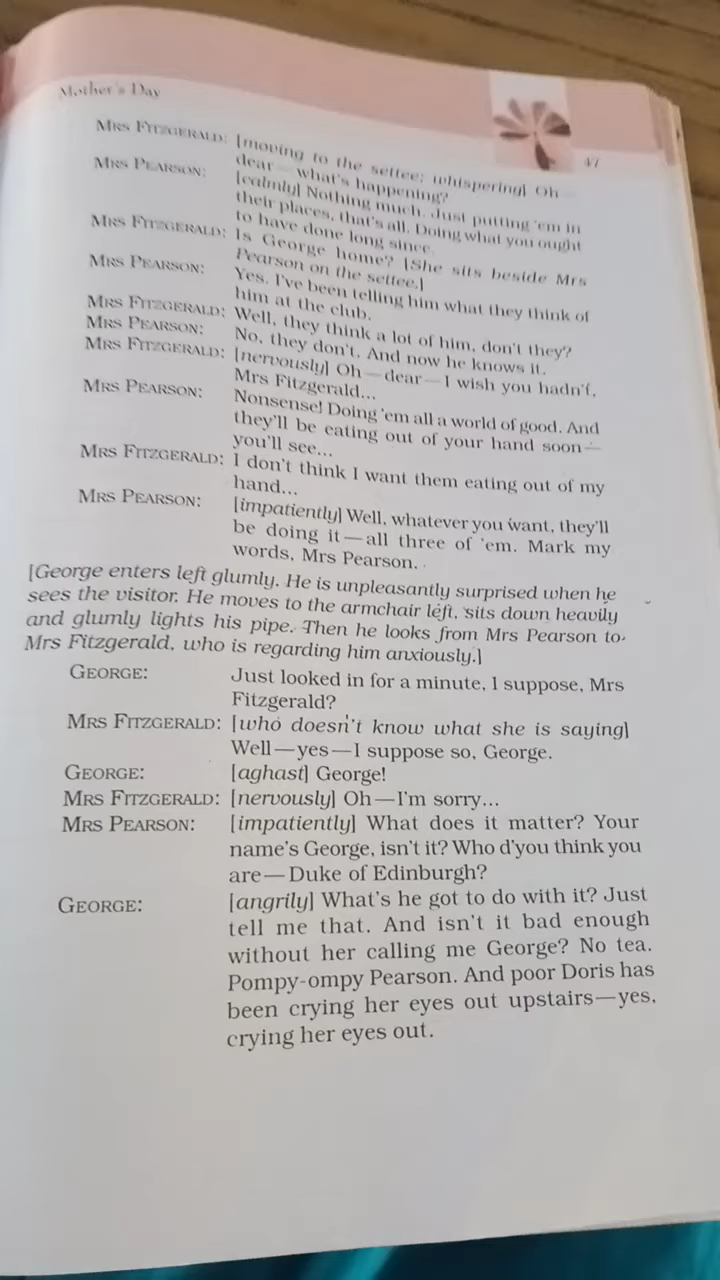 Mother's Day
47
MRS FITZGERALD: [moving to the settee; whispering] Oh —
dear — what's happening?
MRS PEARSON: [calmly] Nothing much. Just putting 'em in
their places, that's all. Doing what you ought
to have done long since.
MRS FITZGERALD: Is George home? [She sits beside Mrs
Pearson on the settee.]
MRS PEARSON: Yes. I've been telling him what they think of
him at the club.
MRS FITZGERALD: Well, they think a lot of him, don't they?
MRS PEARSON: No, they don't. And now he knows it.
MRS FITZGERALD: [nervously] Oh—dear—I wish you hadn't,
Mrs Fitzgerald...
MRS PEARSON: Nonsense! Doing 'em all a world of good. And
they'll be eating out of your hand soon—
you'll see...
MRS FITZGERALD: I don't think I want them eating out of my
hand...
MRS PEARSON: [impatiently] Well, whatever you want, they'll
be doing it—all three of 'em. Mark my
words, Mrs Pearson.
[George enters left glumly. He is unpleasantly surprised when he
sees the visitor. He moves to the armchair left, sits down heavily
and glumly lights his pipe. Then he looks from Mrs Pearson to
Mrs Fitzgerald, who is regarding him anxiously.]
GEORGE: Just looked in for a minute, I suppose, Mrs
Fitzgerald?
MRS FITZGERALD: [who doesn't know what she is saying]
Well—yes—I suppose so, George.
GEORGE: [aghast] George!
MRS FITZGERALD: [nervously] Oh—I'm sorry...
MRS PEARSON: [impatiently] What does it matter? Your
name's George, isn't it? Who d'you think you
are—Duke of Edinburgh?
GEORGE: [angrily] What's he got to do with it? Just
tell me that. And isn't it bad enough
without her calling me George? No tea.
Pompy-ompy Pearson. And poor Doris has
been crying her eyes out upstairs—yes,
crying her eyes out.